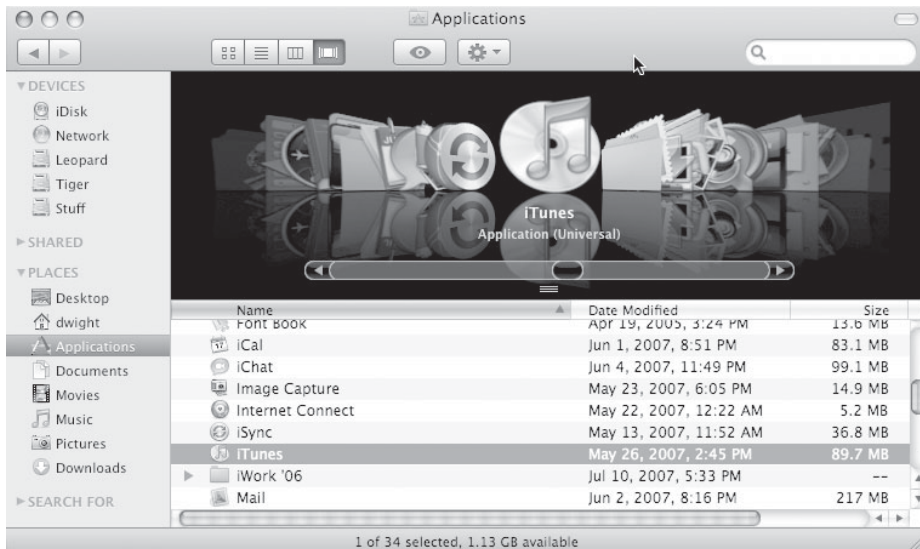 Applications
DEVICES
iDisk
Network
Leopard
Tiger
Stuff
SHARED
PLACES
Desktop
dwight
Applications
Documents
Movies
Music
Pictures
Downloads
SEARCH FOR
iTunes
Application (Universal)
Name Date Modified Size
Font Book Apr 19, 2005, 3:24 PM 13.6 MB
iCal Jun 1, 2007, 8:51 PM 83.1 MB
iChat Jun 4, 2007, 11:49 PM 99.1 MB
Image Capture May 23, 2007, 6:05 PM 14.9 MB
Internet Connect May 22, 2007, 12:22 AM 5.2 MB
iSync May 13, 2007, 11:52 AM 36.8 MB
iTunes May 26, 2007, 2:45 PM 89.7 MB
iWork '06 Jul 10, 2007, 5:33 PM --
Mail Jun 2, 2007, 8:16 PM 217 MB
1 of 34 selected, 1.13 GB available